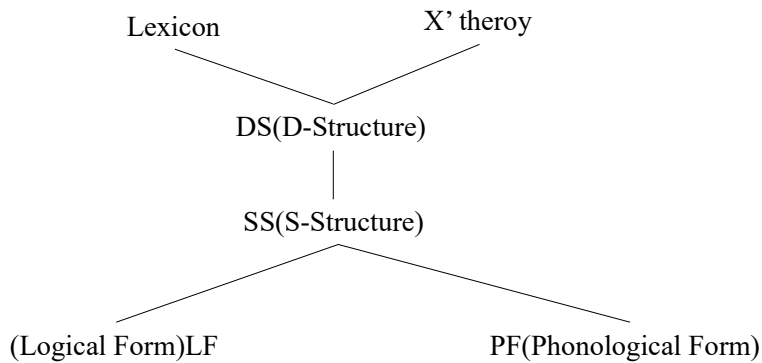 Lexicon
X’ theroy
DS(D-Structure)
SS(S-Structure)
(Logical Form)LF
PF(Phonological Form)